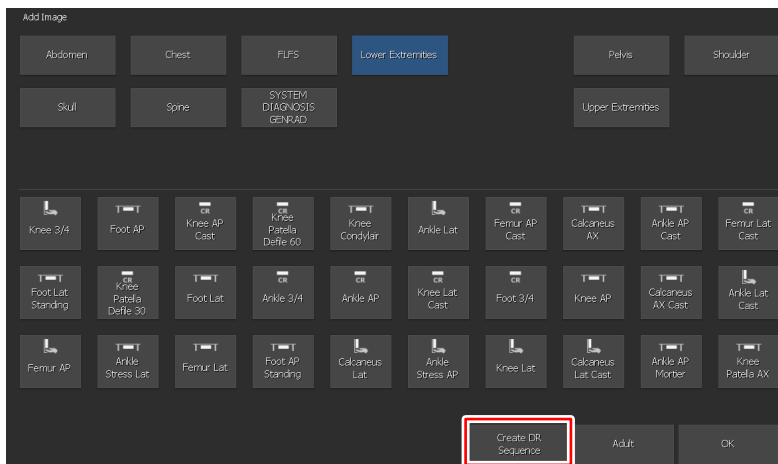 Add Image
Abdomen
Chest
FLFS
Lower Extremities
Pelvis
Shoulder
Skull
Spine
SYSTEM
DIAGNOSIS
GENRAD
Upper Extremities
Knee 3/4
Foot AP
CR
Knee AP
Cast
CR
Knee
Patella
Defile 60
Knee
Condylair
Ankle Lat
CR
Femur AP
Cast
Calcaneus
AX
Ankle AP
Cast
CR
Femur Lat
Cast
Foot Lat
Standing
CR
Knee
Patella
Defile 30
Foot Lat
CR
Ankle 3/4
CR
Ankle AP
CR
Knee Lat
Cast
CR
Foot 3/4
Knee AP
Calcaneus
AX Cast
Ankle Lat
Cast
Femur AP
Ankle
Stress Lat
Femur Lat
Foot AP
Standing
Calcaneus
Lat
Ankle
Stress AP
Knee Lat
Calcaneus
Lat Cast
Ankle AP
Mortier
Knee
Patella AX
Create DR
Sequence
Adult
OK